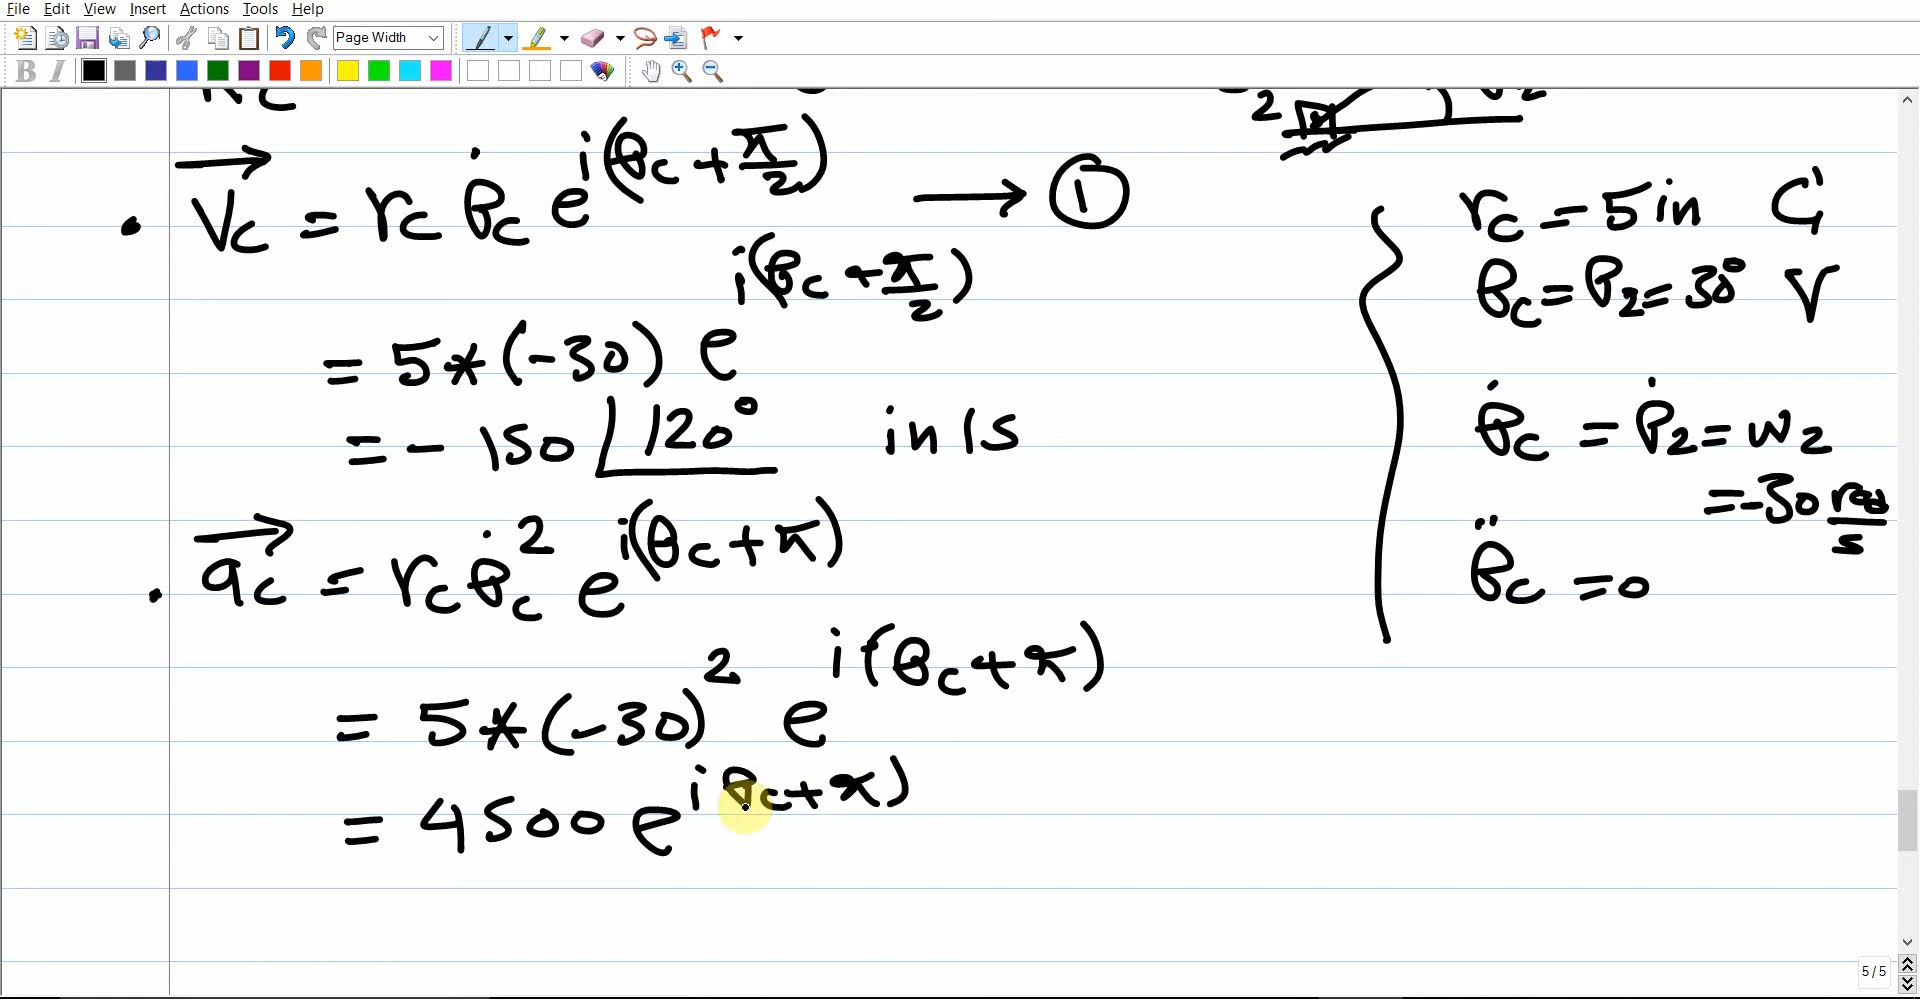 File Edit View Insert Actions Tools Help
Page Width
B I
V⃗c = rc θ̇c e^{i(θc + π/2)} → ①
= 5*(-30) e^{i(θc + π/2)}
= -150 ∠120° in/s
a⃗c = rc θ̇c² e^{i(θc + π)}
= 5*(-30)² e^{i(θc + π)}
= 4500 e^{i θc + π)}
2
rc = 5 in G
θc = θ2 = 30° V
θ̇c = θ̇2 = w2
= -30 rad/s
θ̈c = 0
5 / 5